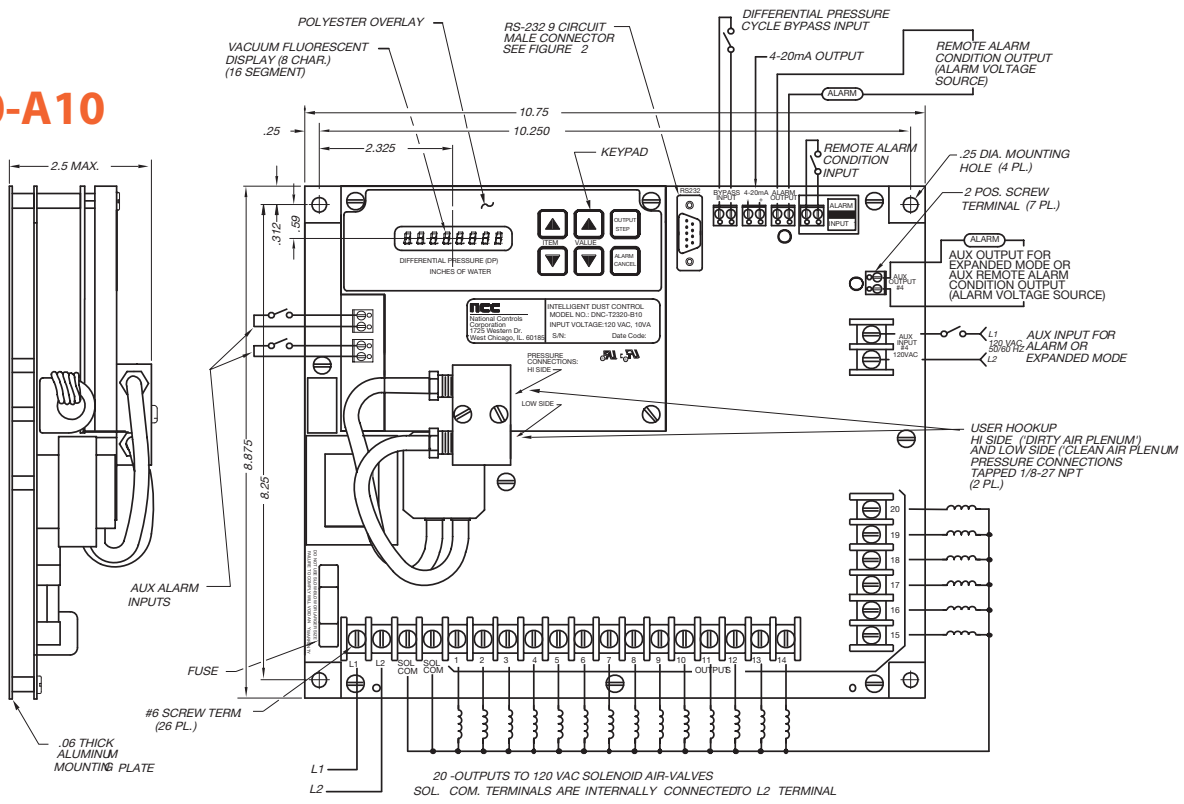 POLYESTER OVERLAY
VACUUM FLUORESCENT
DISPLAY (8 CHAR.)
(16 SEGMENT)
RS-232 9 CIRCUIT
MALE CONNECTOR
SEE FIGURE 2
DIFFERENTIAL PRESSURE
CYCLE BYPASS INPUT
4-20mA OUTPUT
REMOTE ALARM
CONDITION OUTPUT
(ALARM VOLTAGE
SOURCE)
ALARM
-A10
10.75
.25
10.250
2.325
KEYPAD
REMOTE ALARM
CONDITION
INPUT
.25 DIA. MOUNTING
HOLE (4 PL.)
2 POS. SCREW
TERMINAL (7 PL.)
2.5 MAX.
.312
.59
RS232
BYPASS
INPUT
4-20mA
+
ALARM
OUTPUT
ALARM
INPUT
OUTPUT
STEP
ITEM
VALUE
ALARM
CANCEL
DIFFERENTIAL PRESSURE (DP)
INCHES OF WATER
ALARM
AUX OUTPUT FOR
EXPANDED MODE OR
AUX REMOTE ALARM
CONDITION OUTPUT
(ALARM VOLTAGE SOURCE)
AUX
OUTPUT
#4
ncc
National Controls
Corporation
1725 Western Dr.
West Chicago, IL. 60185
INTELLIGENT DUST CONTROL
MODEL NO.: DNC-T2320-B10
INPUT VOLTAGE:120 VAC, 10VA
S/N:
Date Code:
AUX
INPUT
#4
120VAC
L1
120 VAC
50/60 HZ
L2
AUX INPUT FOR
ALARM OR
EXPANDED MODE
PRESSURE
CONNECTIONS:
HI SIDE
LOW SIDE
USER HOOKUP
HI SIDE ('DIRTY AIR PLENUM')
AND LOW SIDE ('CLEAN AIR PLENUM
PRESSURE CONNECTIONS
TAPPED 1/8-27 NPT
(2 PL.)
8.875
8.25
20
19
18
17
16
15
AUX ALARM
INPUTS
FUSE
L1
L2
SOL
COM
SOL
COM
1
2
3
4
5
6
7
8
9
10
11
12
13
14
OUTPUTS
#6 SCREW TERM
(26 PL.)
.06 THICK
ALUMINUM
MOUNTING PLATE
L1
L2
20 -OUTPUTS TO 120 VAC SOLENOID AIR-VALVES
SOL. COM. TERMINALS ARE INTERNALLY CONNECTEDTO L2 TERMINAL